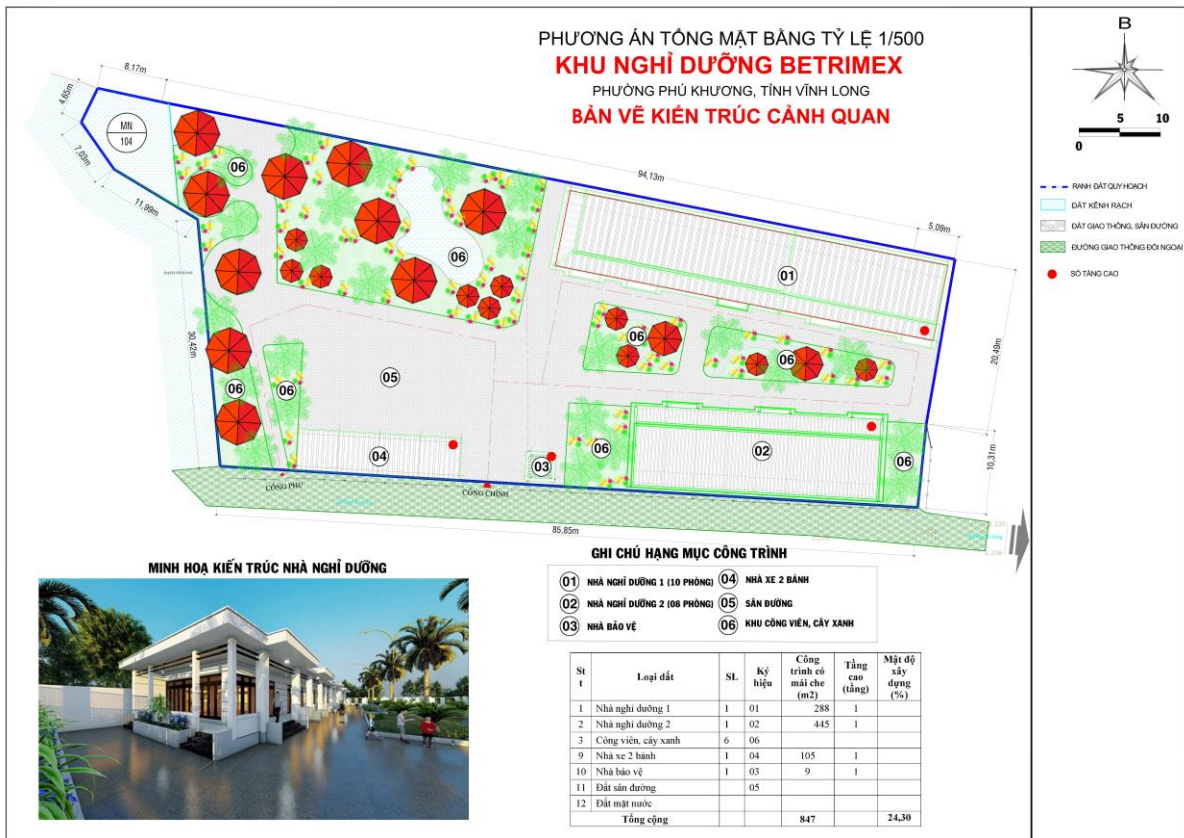 PHƯƠNG ÁN TỔNG MẶT BẰNG TỶ LỆ 1/500
KHU NGHỈ DƯỠNG BETRIMEX
PHƯỜNG PHÚ KHƯƠNG, TỈNH VĨNH LONG
BẢN VẼ KIẾN TRÚC CẢNH QUAN
B
5 10
0
RANH ĐẤT QUY HOẠCH
ĐẤT KÊNH RẠCH
ĐẤT GIAO THÔNG, SÂN ĐƯỜNG
ĐƯỜNG GIAO THÔNG ĐỐI NGOẠI
SỐ TẦNG CAO
8,17m
4,65m
MN
104
7,09m
11,99m
94,13m
5,09m
06
06
01
30,42m
20,49m
06
06
05
06
06
04
03
06
02
06
10,31m
CỔNG PHỤ
CỔNG CHÍNH
85,85m
MINH HOẠ KIẾN TRÚC NHÀ NGHỈ DƯỠNG
GHI CHÚ HẠNG MỤC CÔNG TRÌNH
01 NHÀ NGHỈ DƯỠNG 1 (10 PHÒNG) 04 NHÀ XE 2 BÁNH
02 NHÀ NGHỈ DƯỠNG 2 (08 PHÒNG) 05 SÂN ĐƯỜNG
03 NHÀ BẢO VỆ 06 KHU CÔNG VIÊN, CÂY XANH
Stt Loại đất SL Ký hiệu Công trình có mái che (m2) Tầng cao (tầng) Mật độ xây dựng (%)
1 Nhà nghỉ dưỡng 1 1 01 288 1
2 Nhà nghỉ dưỡng 2 1 02 445 1
3 Công viên, cây xanh 6 06
9 Nhà xe 2 bánh 1 04 105 1
10 Nhà bảo vệ 1 03 9 1
11 Đất sân đường 05
12 Đất mặt nước
Tổng cộng 847 24,30